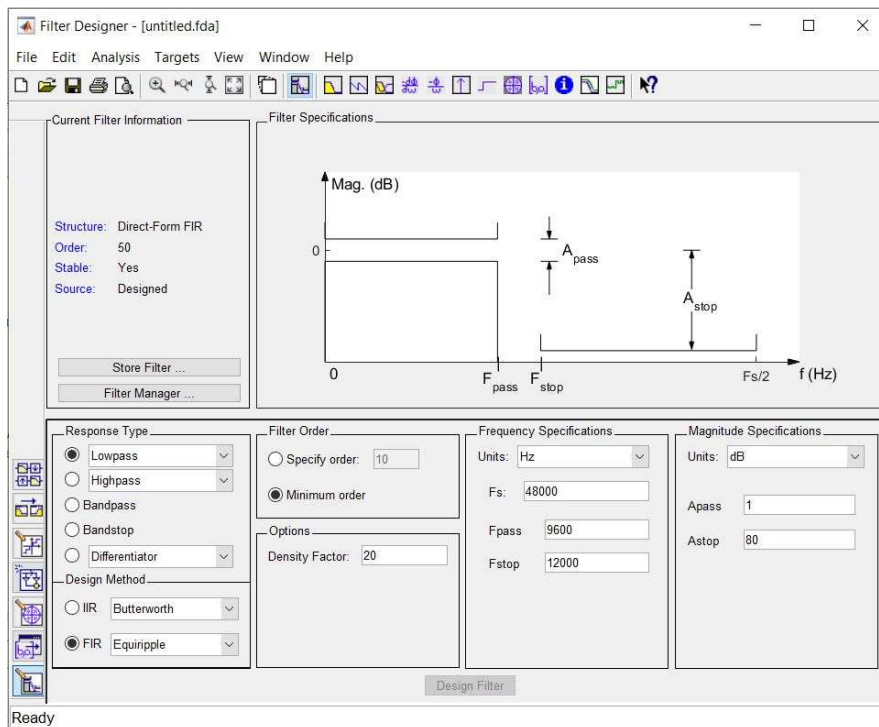 Filter Designer - [untitled.fda]
File Edit Analysis Targets View Window Help
Current Filter Information
Structure: Direct-Form FIR
Order: 50
Stable: Yes
Source: Designed
Store Filter ...
Filter Manager ...
Filter Specifications
Mag. (dB)
0
A pass
A stop
0
F pass
F stop
Fs/2
f (Hz)
Response Type
Lowpass
Highpass
Bandpass
Bandstop
Differentiator
Design Method
IIR Butterworth
FIR Equiripple
Filter Order
Specify order: 10
Minimum order
Options
Density Factor: 20
Frequency Specifications
Units: Hz
Fs: 48000
Fpass 9600
Fstop 12000
Magnitude Specifications
Units: dB
Apass 1
Astop 80
Design Filter
Ready